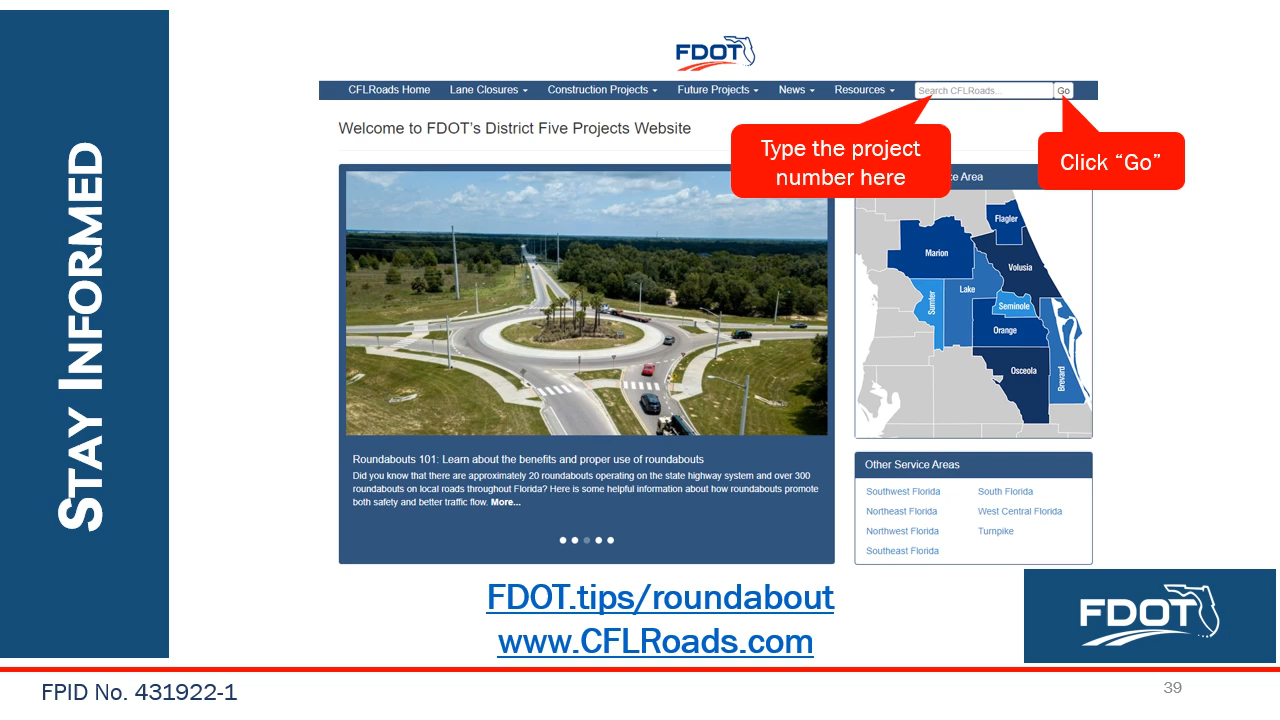 STAY INFORMED
FDOT
CFLRoads Home Lane Closures Construction Projects Future Projects News Resources Search CFLRoads... Go
Welcome to FDOT's District Five Projects Website
Type the project
number here
Click “Go”
Area
Flagler
Marion
Volusia
Lake
Sumter
Seminole
Orange
Osceola
Brevard
Roundabouts 101: Learn about the benefits and proper use of roundabouts
Did you know that there are approximately 20 roundabouts operating on the state highway system and over 300
roundabouts on local roads throughout Florida? Here is some helpful information about how roundabouts promote
both safety and better traffic flow. More...
Other Service Areas
Southwest Florida South Florida
Northeast Florida West Central Florida
Northwest Florida Turnpike
Southeast Florida
FDOT.tips/roundabout
www.CFLRoads.com
FDOT
FPID No. 431922-1
39